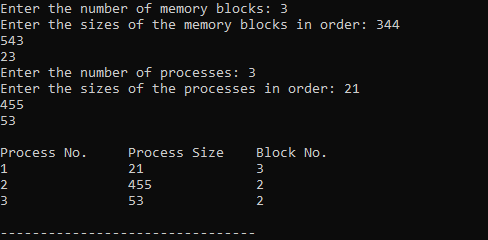 Enter the number of memory blocks: 3
Enter the sizes of the memory blocks in order: 344
543
23
Enter the number of processes: 3
Enter the sizes of the processes in order: 21
455
53
Process No. Process Size Block No.
1 21 3
2 455 2
3 53 2
--------------------------------